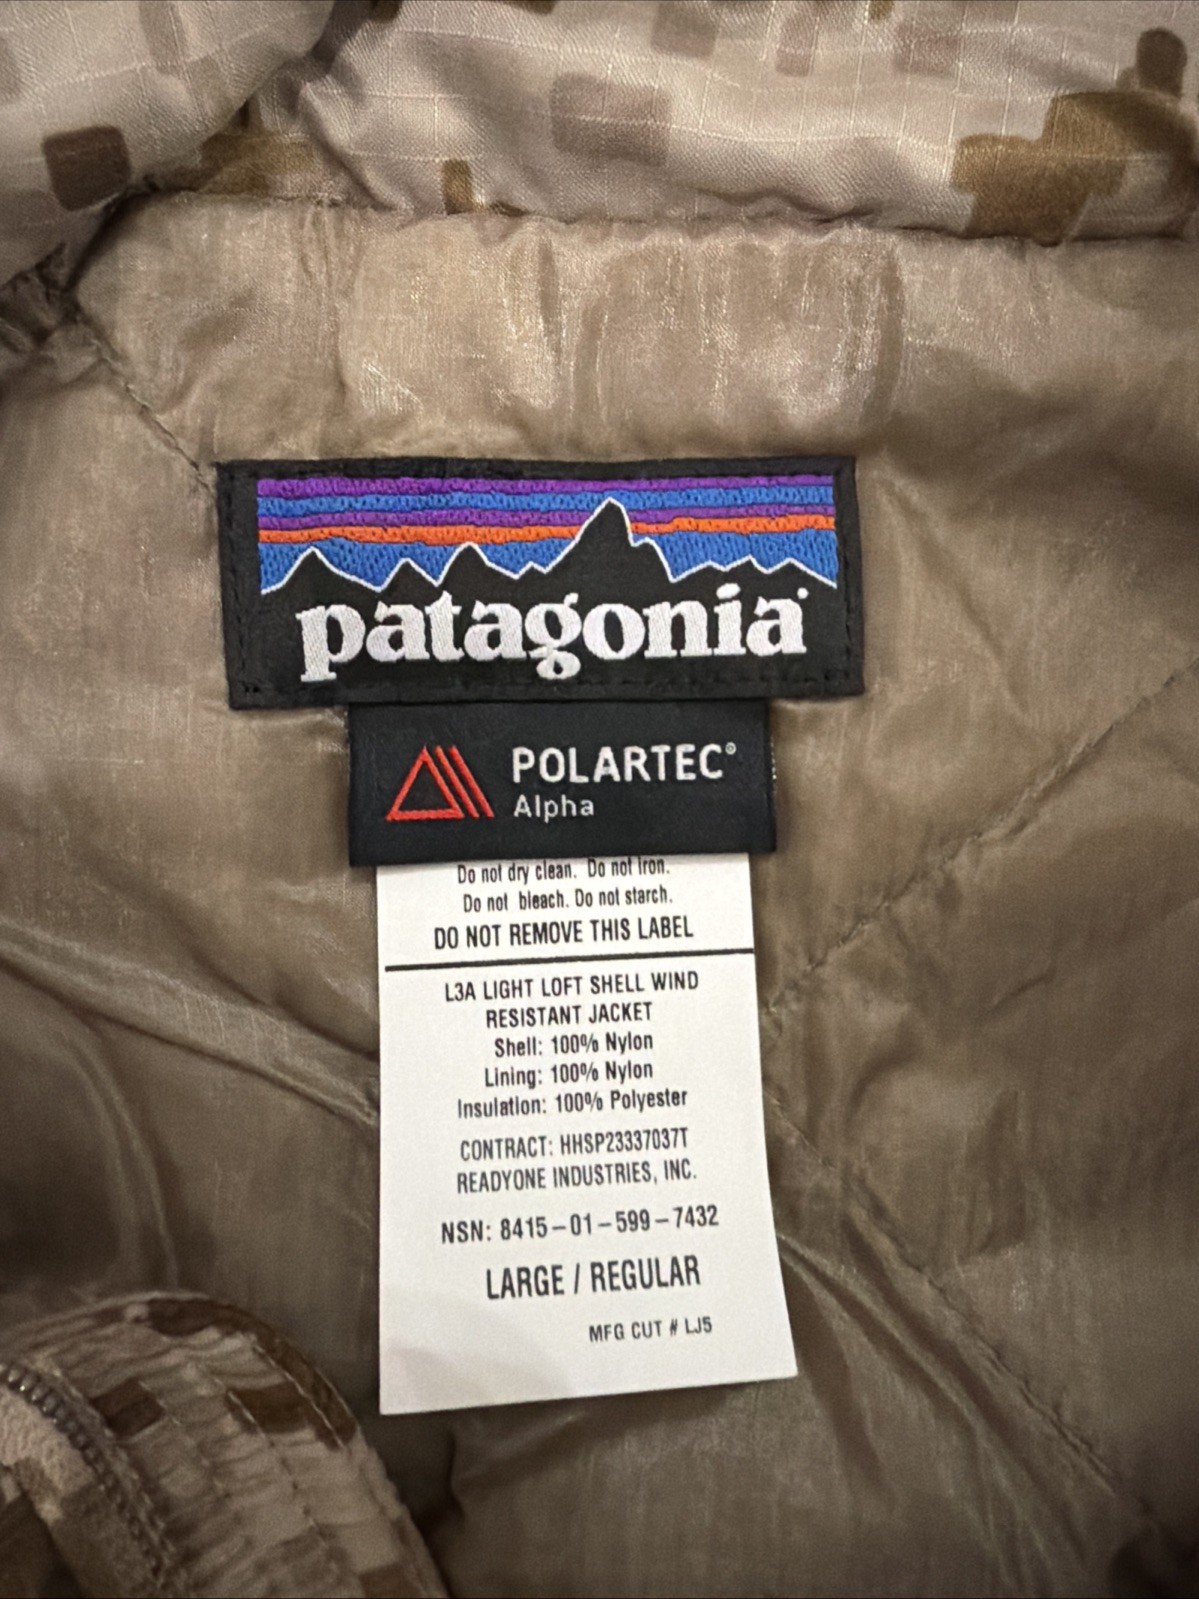 patagonia
POLARTEC®
Alpha
Do not dry clean. Do not iron.
Do not bleach. Do not starch.
DO NOT REMOVE THIS LABEL
L3A LIGHT LOFT SHELL WIND
RESISTANT JACKET
Shell: 100% Nylon
Lining: 100% Nylon
Insulation: 100% Polyester
CONTRACT: HHSP23337037T
READYONE INDUSTRIES, INC.
NSN: 8415-01-599-7432
LARGE / REGULAR
MFG CUT # LJ5